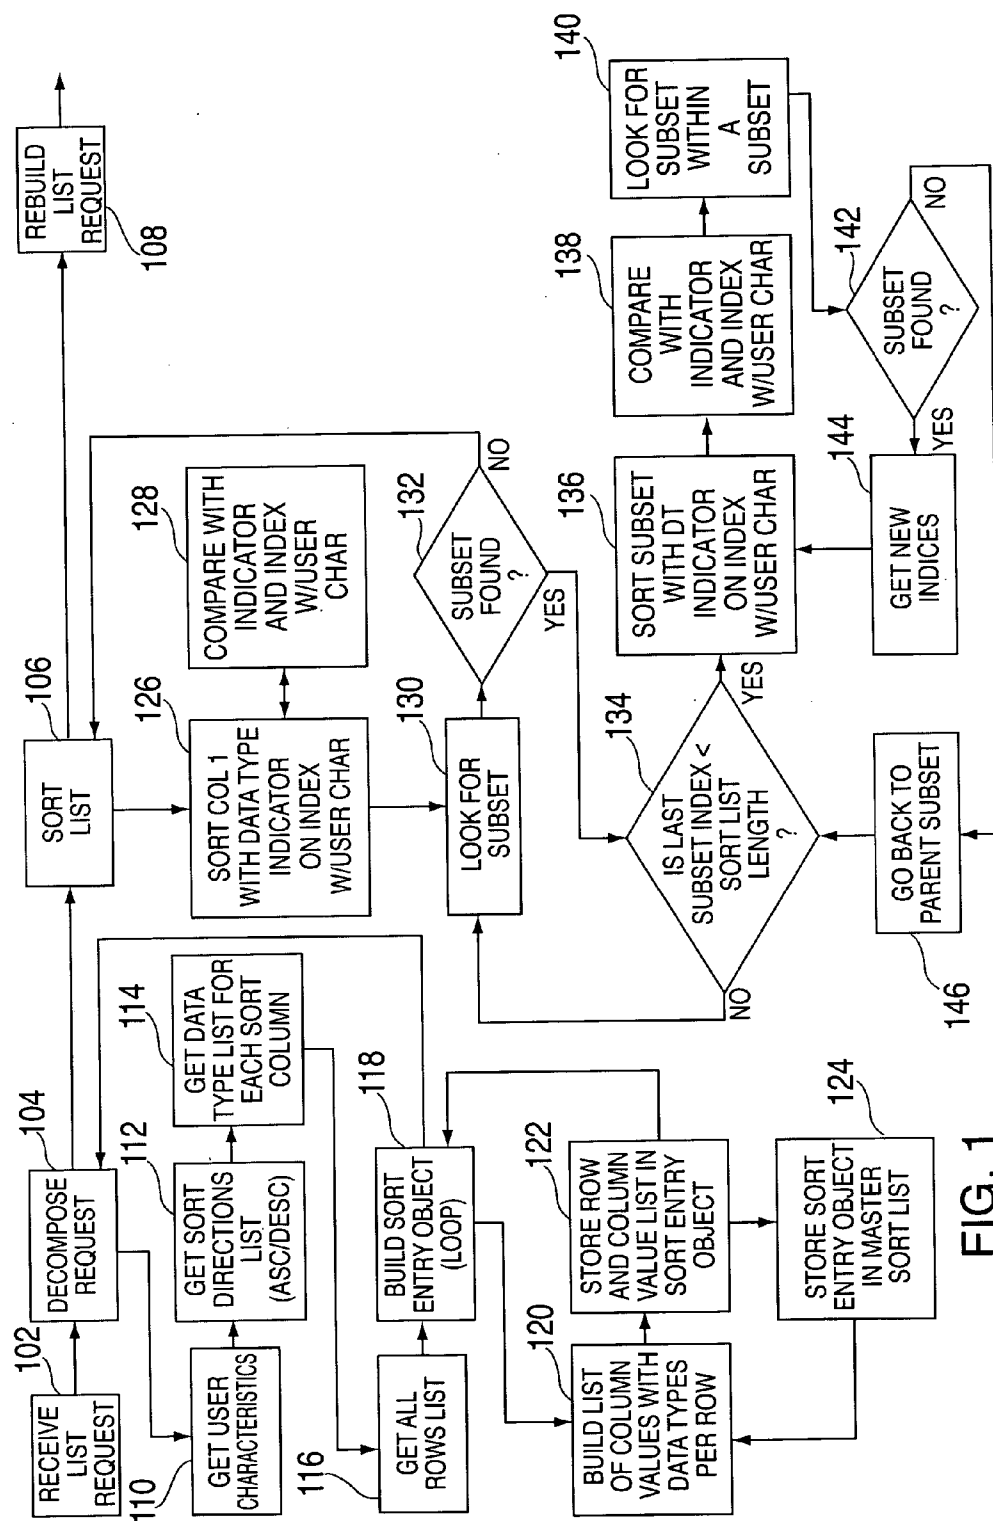 RECEIVE
LIST
REQUEST
102
DECOMPOSE
REQUEST
104
SORT
LIST
106
REBUILD
LIST
REQUEST
108
GET USER
CHARACTERISTICS
110
GET SORT
DIRECTIONS
LIST
(ASC/DESC)
112
GET DATA
TYPE LIST FOR
EACH SORT
COLUMN
114
GET ALL
ROWS LIST
116
BUILD SORT
ENTRY OBJECT
(LOOP)
118
BUILD LIST
OF COLUMN
VALUES WITH
DATA TYPES
PER ROW
120
STORE ROW
AND COLUMN
VALUE LIST IN
SORT ENTRY
OBJECT
122
STORE SORT
ENTRY OBJECT
IN MASTER
SORT LIST
124
SORT COL 1
WITH DATA TYPE
INDICATOR
ON INDEX
W/USER CHAR
126
COMPARE WITH
INDICATOR
AND INDEX
W/USER
CHAR
128
LOOK FOR
SUBSET
130
SUBSET
FOUND
?
132
NO
YES
IS LAST
SUBSET INDEX <
SORT LIST
LENGTH
?
134
NO
YES
SORT SUBSET
WITH DT
INDICATOR
ON INDEX
W/USER CHAR
136
COMPARE
WITH
INDICATOR
AND INDEX
W/USER CHAR
138
LOOK FOR
SUBSET
WITHIN
A
SUBSET
140
SUBSET
FOUND
?
142
NO
YES
GET NEW
INDICES
144
GO BACK TO
PARENT SUBSET
146
FIG. 1